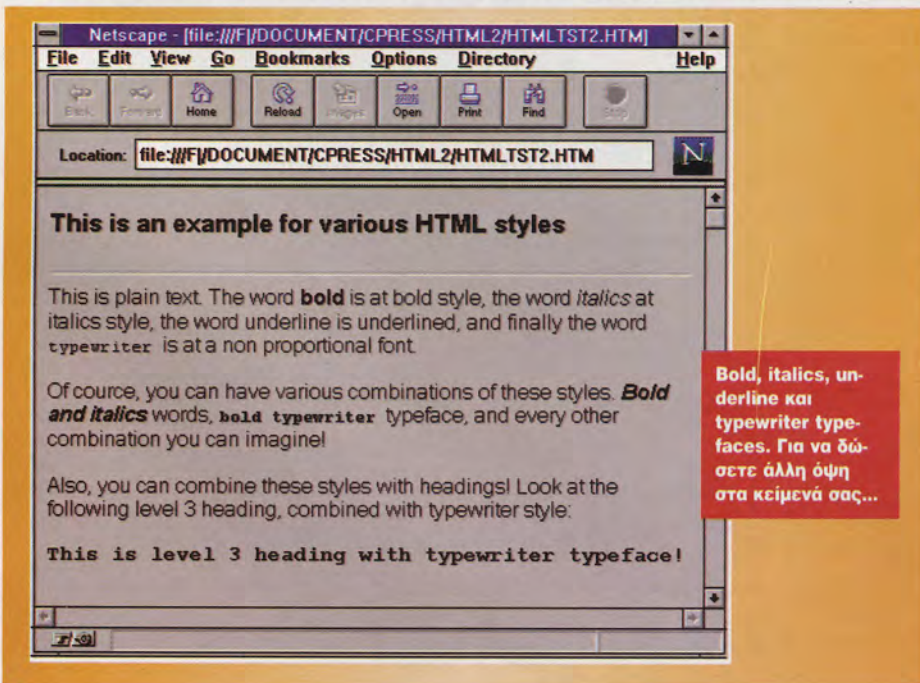 Netscape - [file:///F|/DOCUMENT/CPRESS/HTML2/HTMLTST2.HTM]
File Edit View Go Bookmarks Options Directory Help
Back Forward Home Reload Images Open Print Find Stop
Location: file:///F|/DOCUMENT/CPRESS/HTML2/HTMLTST2.HTM
N
This is an example for various HTML styles
This is plain text. The word bold is at bold style, the word italics at
italics style, the word underline is underlined, and finally the word
typewriter is at a non proportional font.
Of cource, you can have various combinations of these styles. Bold
and italics words, bold typewriter typeface, and every other
combination you can imagine!
Also, you can combine these styles with headings! Look at the
following level 3 heading, combined with typewriter style:
This is level 3 heading with typewriter typeface!
Bold, italics, un-
derline και
typewriter type-
faces. Για να δώ-
σετε άλλη όψη
στα κείμενά σας...